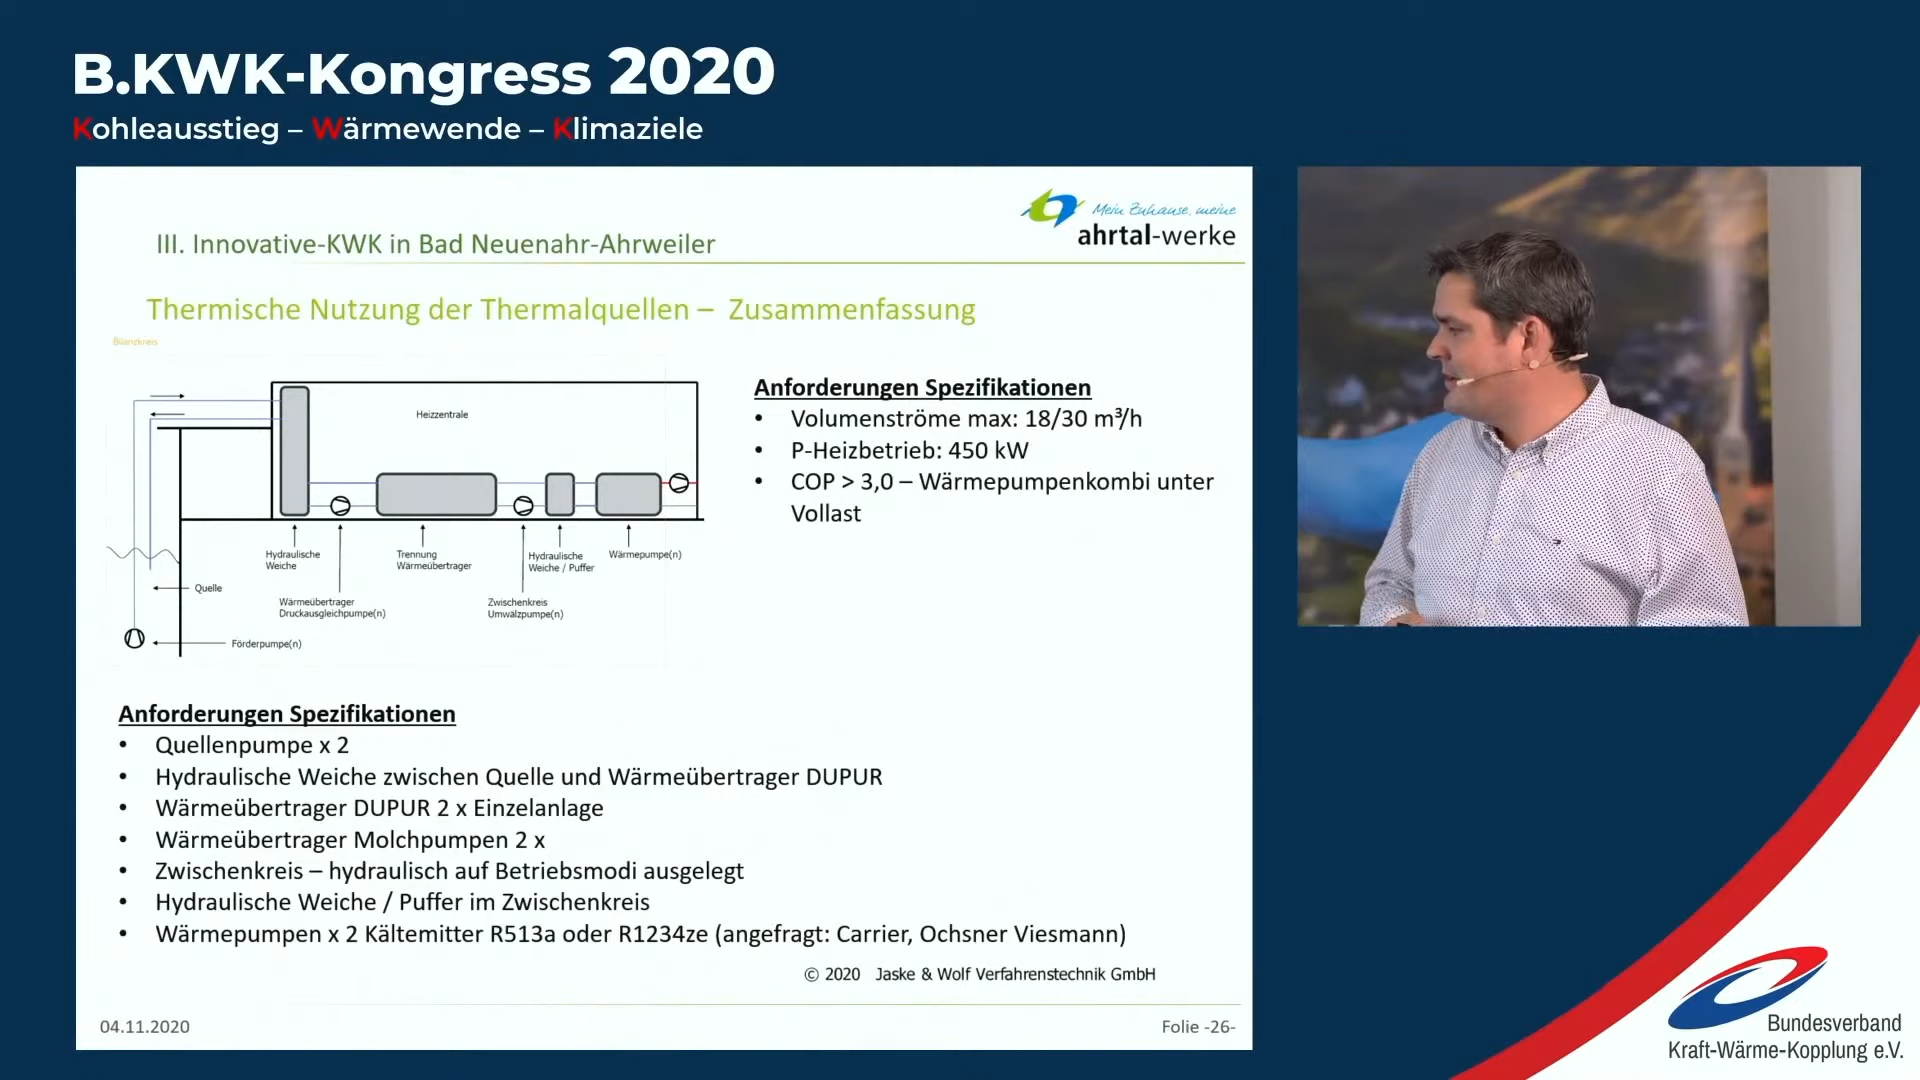 B.KWK-Kongress 2020
Kohleausstieg – Wärmewende – Klimaziele
Mein Zuhause, meine
ahrtal-werke
III. Innovative-KWK in Bad Neuenahr-Ahrweiler
Thermische Nutzung der Thermalquellen – Zusammenfassung
Bilanzkreis
Heizzentrale
Hydraulische
Weiche
Trennung
Wärmeübertrager
Hydraulische
Weiche / Puffer
Wärmepumpe(n)
Quelle
Wärmeübertrager
Druckausgleichpumpe(n)
Zwischenkreis
Umwälzpumpe(n)
Förderpumpe(n)
Anforderungen Spezifikationen
• Volumenströme max: 18/30 m³/h
• P-Heizbetrieb: 450 kW
• COP > 3,0 – Wärmepumpenkombi unter
Vollast
Anforderungen Spezifikationen
• Quellenpumpe x 2
• Hydraulische Weiche zwischen Quelle und Wärmeübertrager DUPUR
• Wärmeübertrager DUPUR 2 x Einzelanlage
• Wärmeübertrager Molchpumpen 2 x
• Zwischenkreis – hydraulisch auf Betriebsmodi ausgelegt
• Hydraulische Weiche / Puffer im Zwischenkreis
• Wärmepumpen x 2 Kältemitter R513a oder R1234ze (angefragt: Carrier, Ochsner Viesmann)
© 2020 Jaske & Wolf Verfahrenstechnik GmbH
04.11.2020
Folie -26-
Bundesverband
Kraft-Wärme-Kopplung e.V.